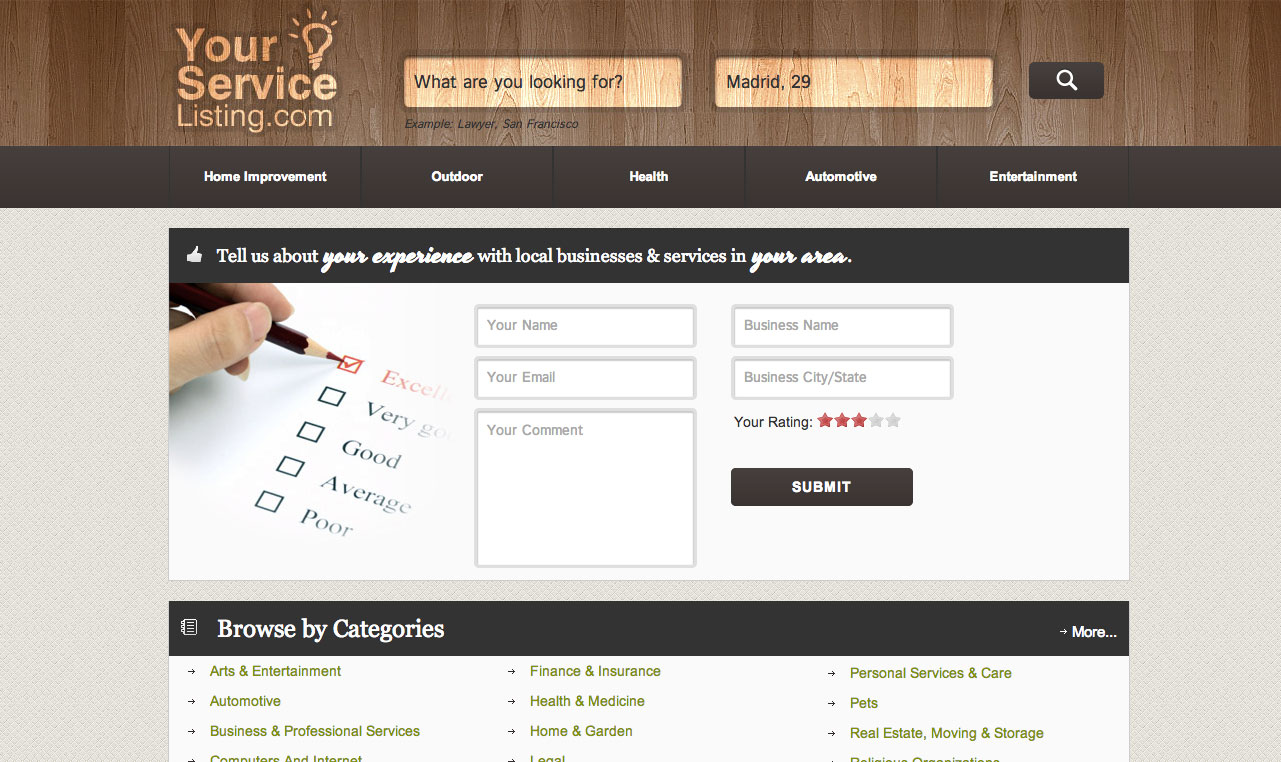 Your
Service
Listing.com
What are you looking for?
Madrid, 29
Example: Lawyer, San Francisco
Home Improvement
Outdoor
Health
Automotive
Entertainment
Tell us about your experience with local businesses & services in your area.
Excelle
Very go
Good
Average
Poor
Your Name
Business Name
Your Email
Business City/State
Your Comment
Your Rating:
SUBMIT
Browse by Categories
More...
Arts & Entertainment
Finance & Insurance
Personal Services & Care
Automotive
Health & Medicine
Pets
Business & Professional Services
Home & Garden
Real Estate, Moving & Storage
Computers And Internet
Legal
Religious Organizations